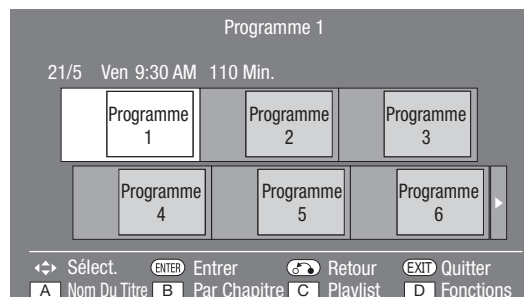 Programme 1
21/5 Ven 9:30 AM 110 Min.
Programme 1
Programme 2
Programme 3
Programme 4
Programme 5
Programme 6
Sélect. ENTER Entrer Retour EXIT Quitter
A Nom Du Titre B Par Chapitre C Playlist D Fonctions